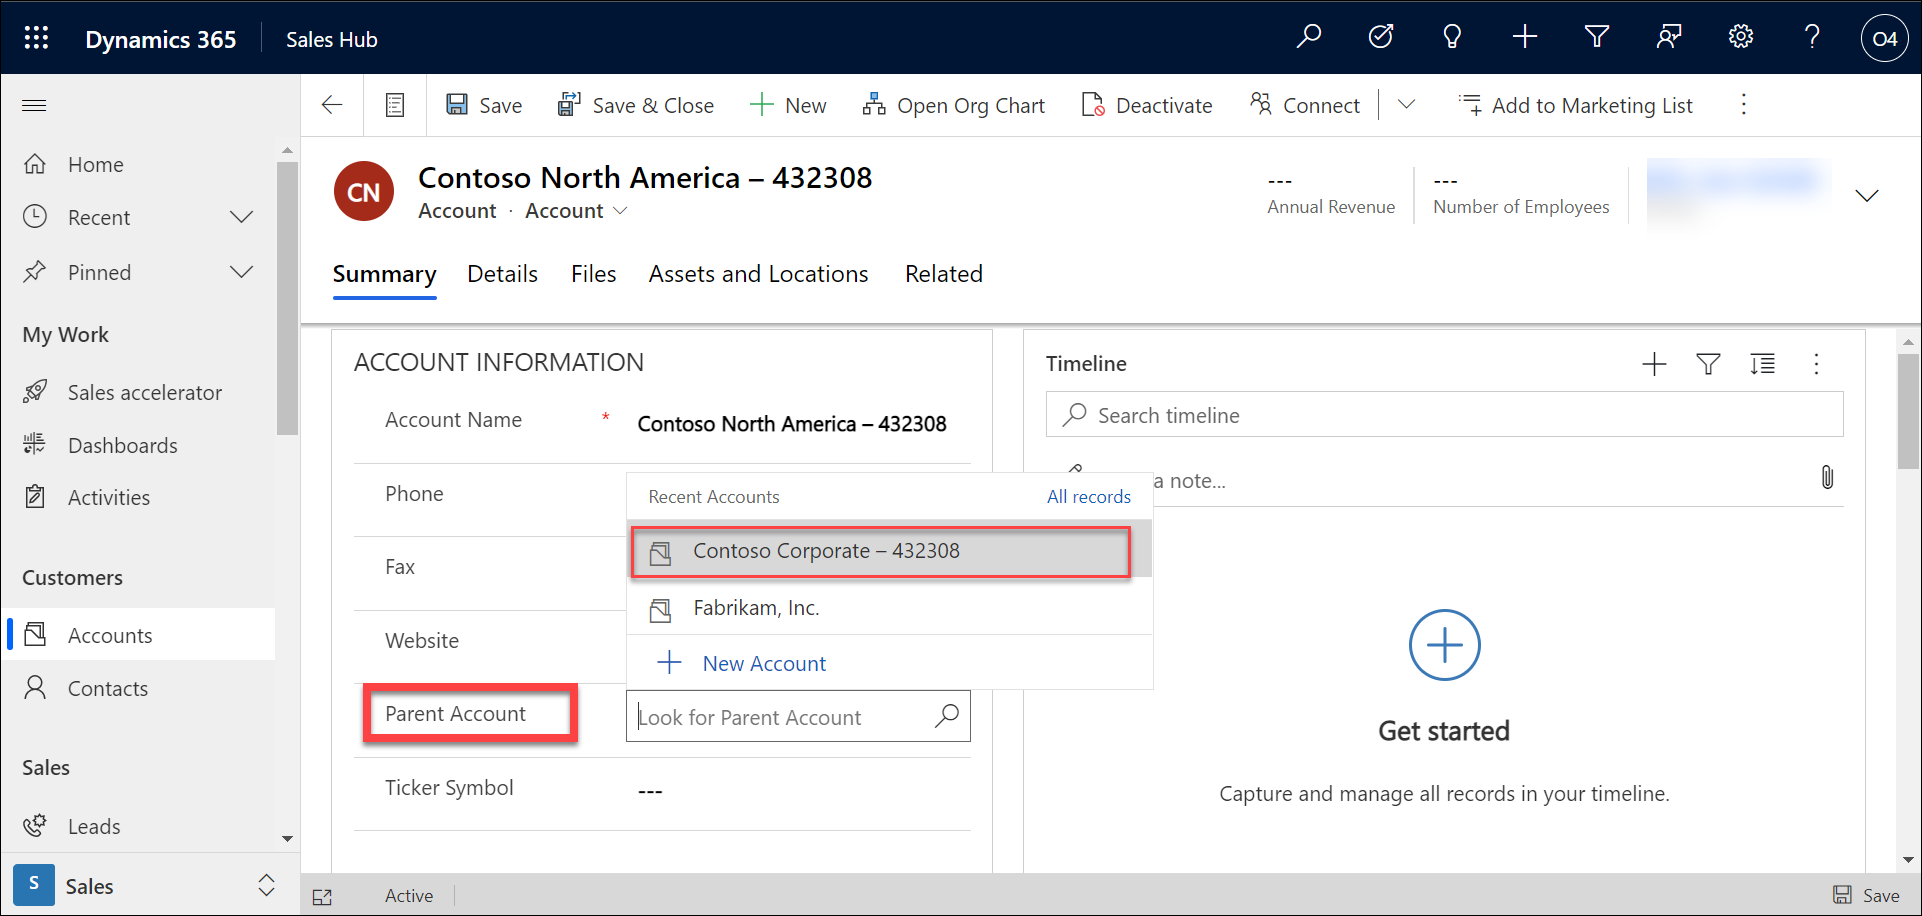 Dynamics 365 Sales Hub O4
Save Save & Close New Open Org Chart Deactivate Connect Add to Marketing List
Home
Recent
Pinned
My Work
Sales accelerator
Dashboards
Activities
Customers
Accounts
Contacts
Sales
Leads
S Sales
CN Contoso North America – 432308
Account · Account
--- Annual Revenue
--- Number of Employees
Summary Details Files Assets and Locations Related
ACCOUNT INFORMATION
Account Name * Contoso North America – 432308
Phone
Fax
Website
Recent Accounts All records
Contoso Corporate – 432308
Fabrikam, Inc.
New Account
Parent Account Look for Parent Account
Ticker Symbol ---
Timeline
Search timeline
a note...
Get started
Capture and manage all records in your timeline.
Active Save